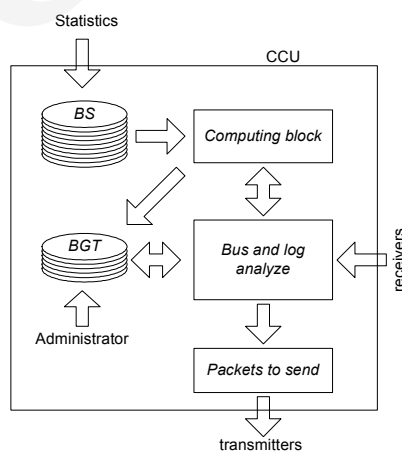 Statistics
CCU
BS
Computing block
BGT
Bus and log
analyze
receivers
Administrator
Packets to send
transmitters